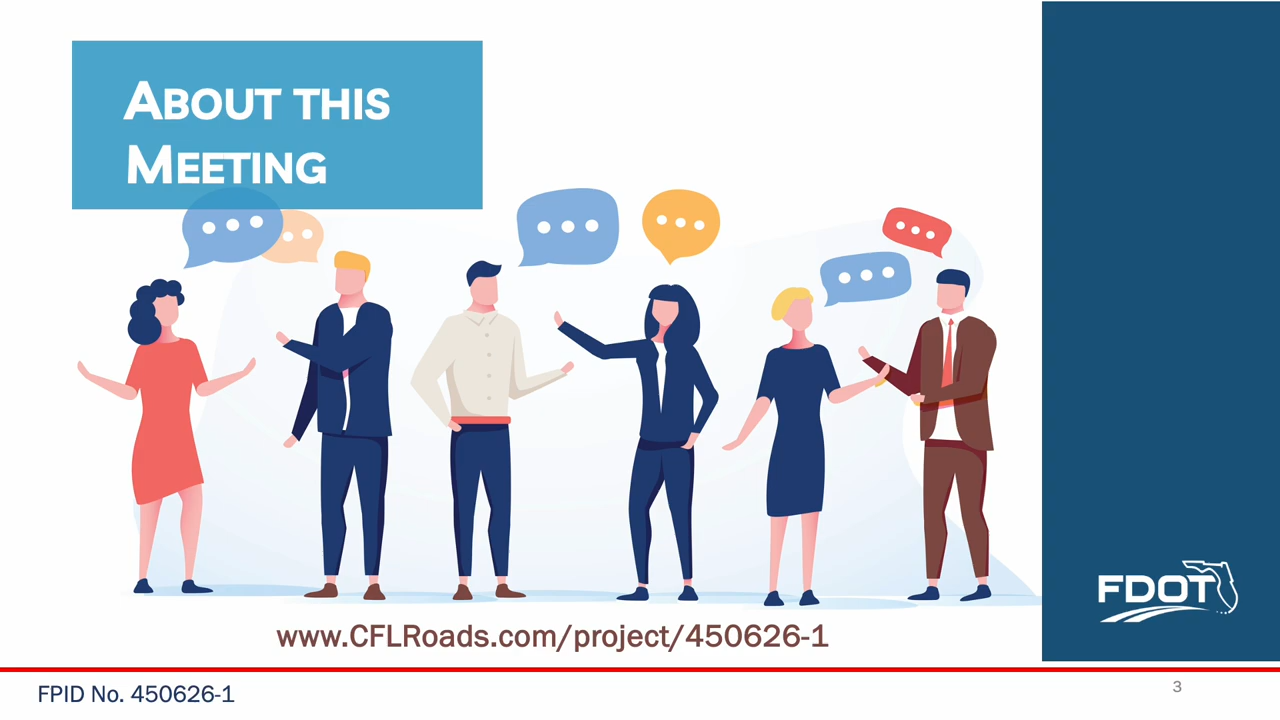 ABOUT THIS
MEETING
FDOT
www.CFLRoads.com/project/450626-1
FPID No. 450626-1
3